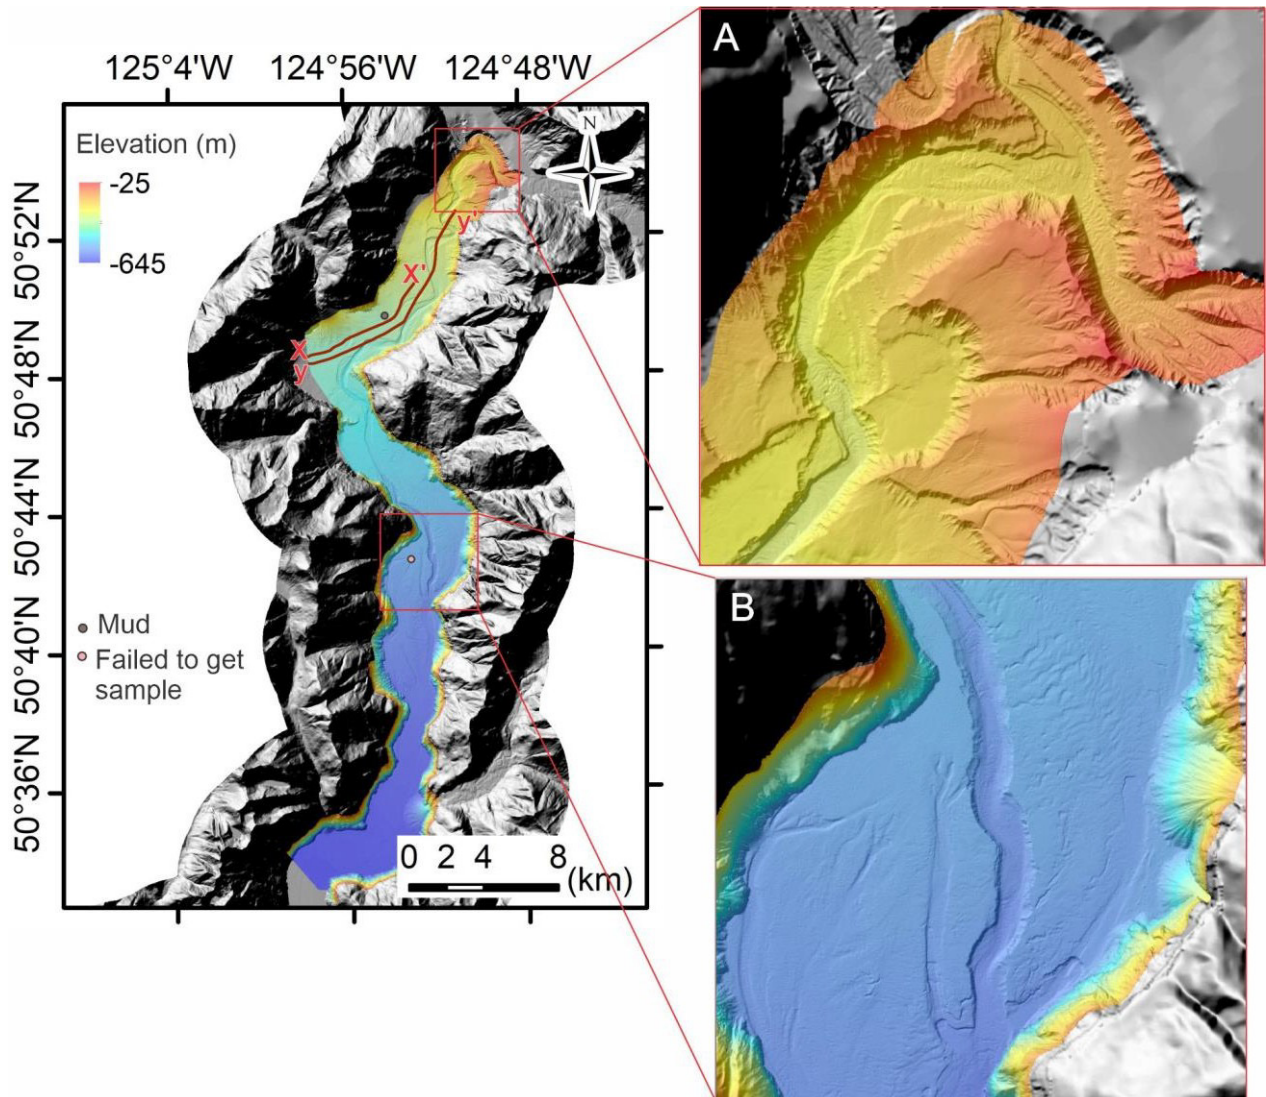 A
125°4'W 124°56'W 124°48'W
N
Elevation (m)
-25
-645
50°52'N
y'
X'
X
y
50°48'N
50°44'N
B
Mud
Failed to get
sample
50°40'N
50°36'N
0 2 4 8
(km)